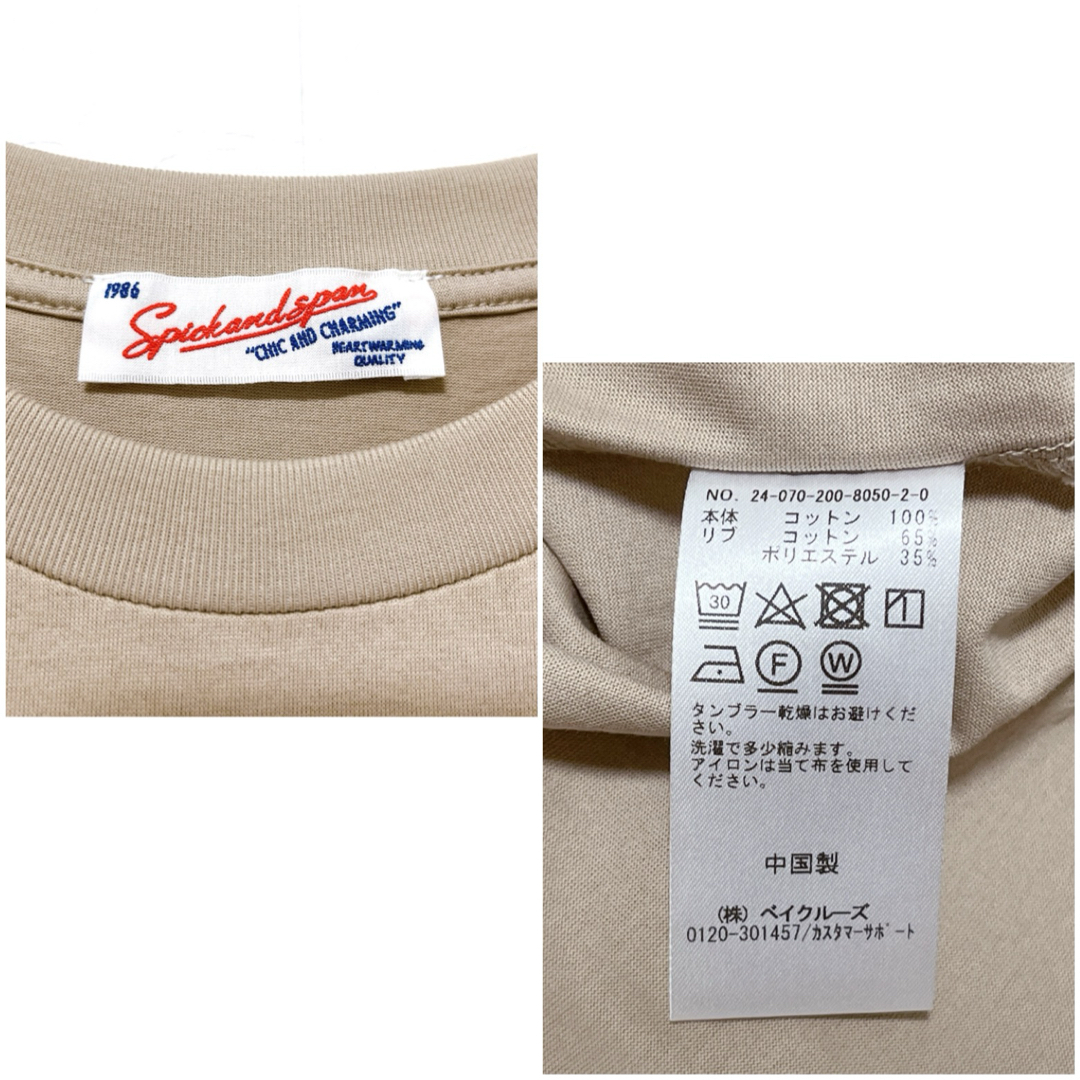 1986
Spickandspan
"CHIC AND CHARMING"
HEARTWARMING
QUALITY
NO. 24-070-200-8050-2-0
本体 コットン 100%
リブ コットン 65%
ポリエステル 35%
30
F W
タンブラー乾燥はお避けくだ
さい。
洗濯で多少縮みます。
アイロンは当て布を使用して
ください。
中国製
(株) ベイクルーズ
0120-301457/カスタマーサポート